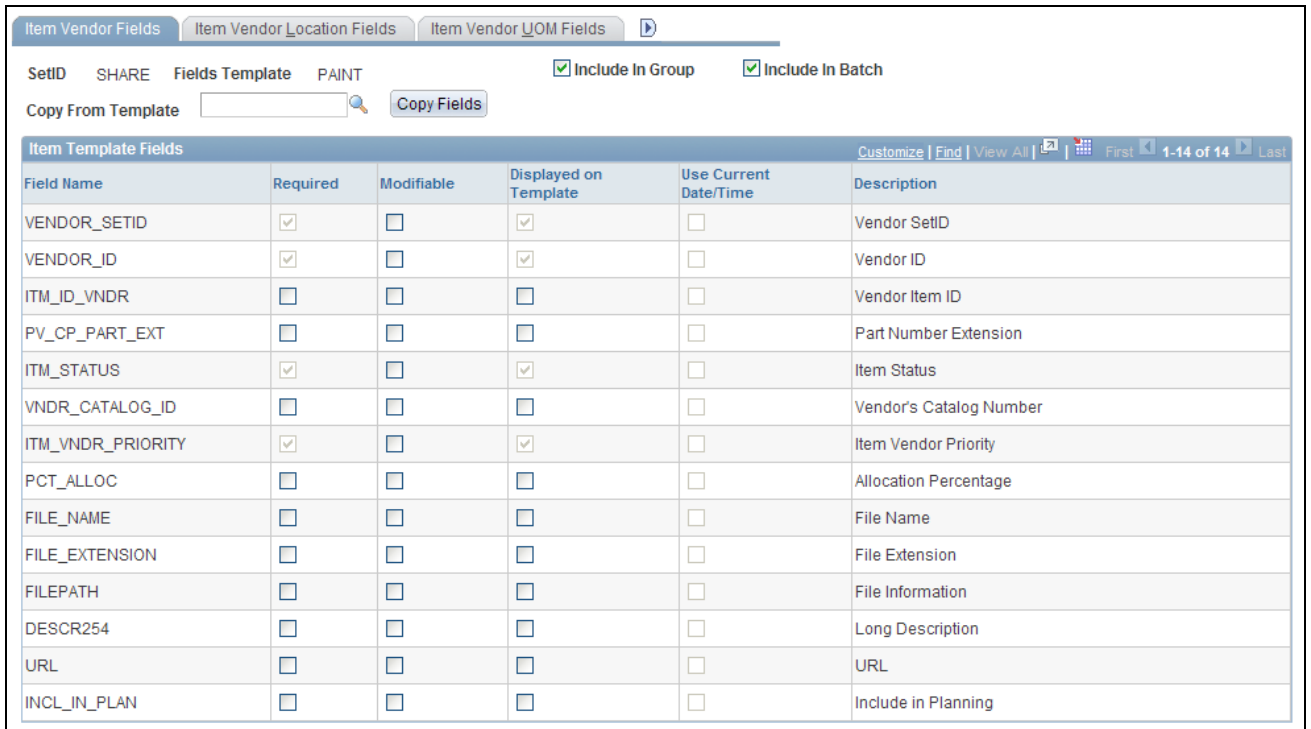 Item Vendor Fields Item Vendor Location Fields Item Vendor UOM Fields
SetID SHARE Fields Template PAINT Include In Group Include In Batch
Copy From Template Copy Fields
Item Template Fields Customize | Find | View All | | First 1-14 of 14 Last
Field Name Required Modifiable Displayed on Template Use Current Date/Time Description
VENDOR_SETID Vendor SetID
VENDOR_ID Vendor ID
ITM_ID_VNDR Vendor Item ID
PV_CP_PART_EXT Part Number Extension
ITM_STATUS Item Status
VNDR_CATALOG_ID Vendor's Catalog Number
ITM_VNDR_PRIORITY Item Vendor Priority
PCT_ALLOC Allocation Percentage
FILE_NAME File Name
FILE_EXTENSION File Extension
FILEPATH File Information
DESCR254 Long Description
URL URL
INCL_IN_PLAN Include in Planning